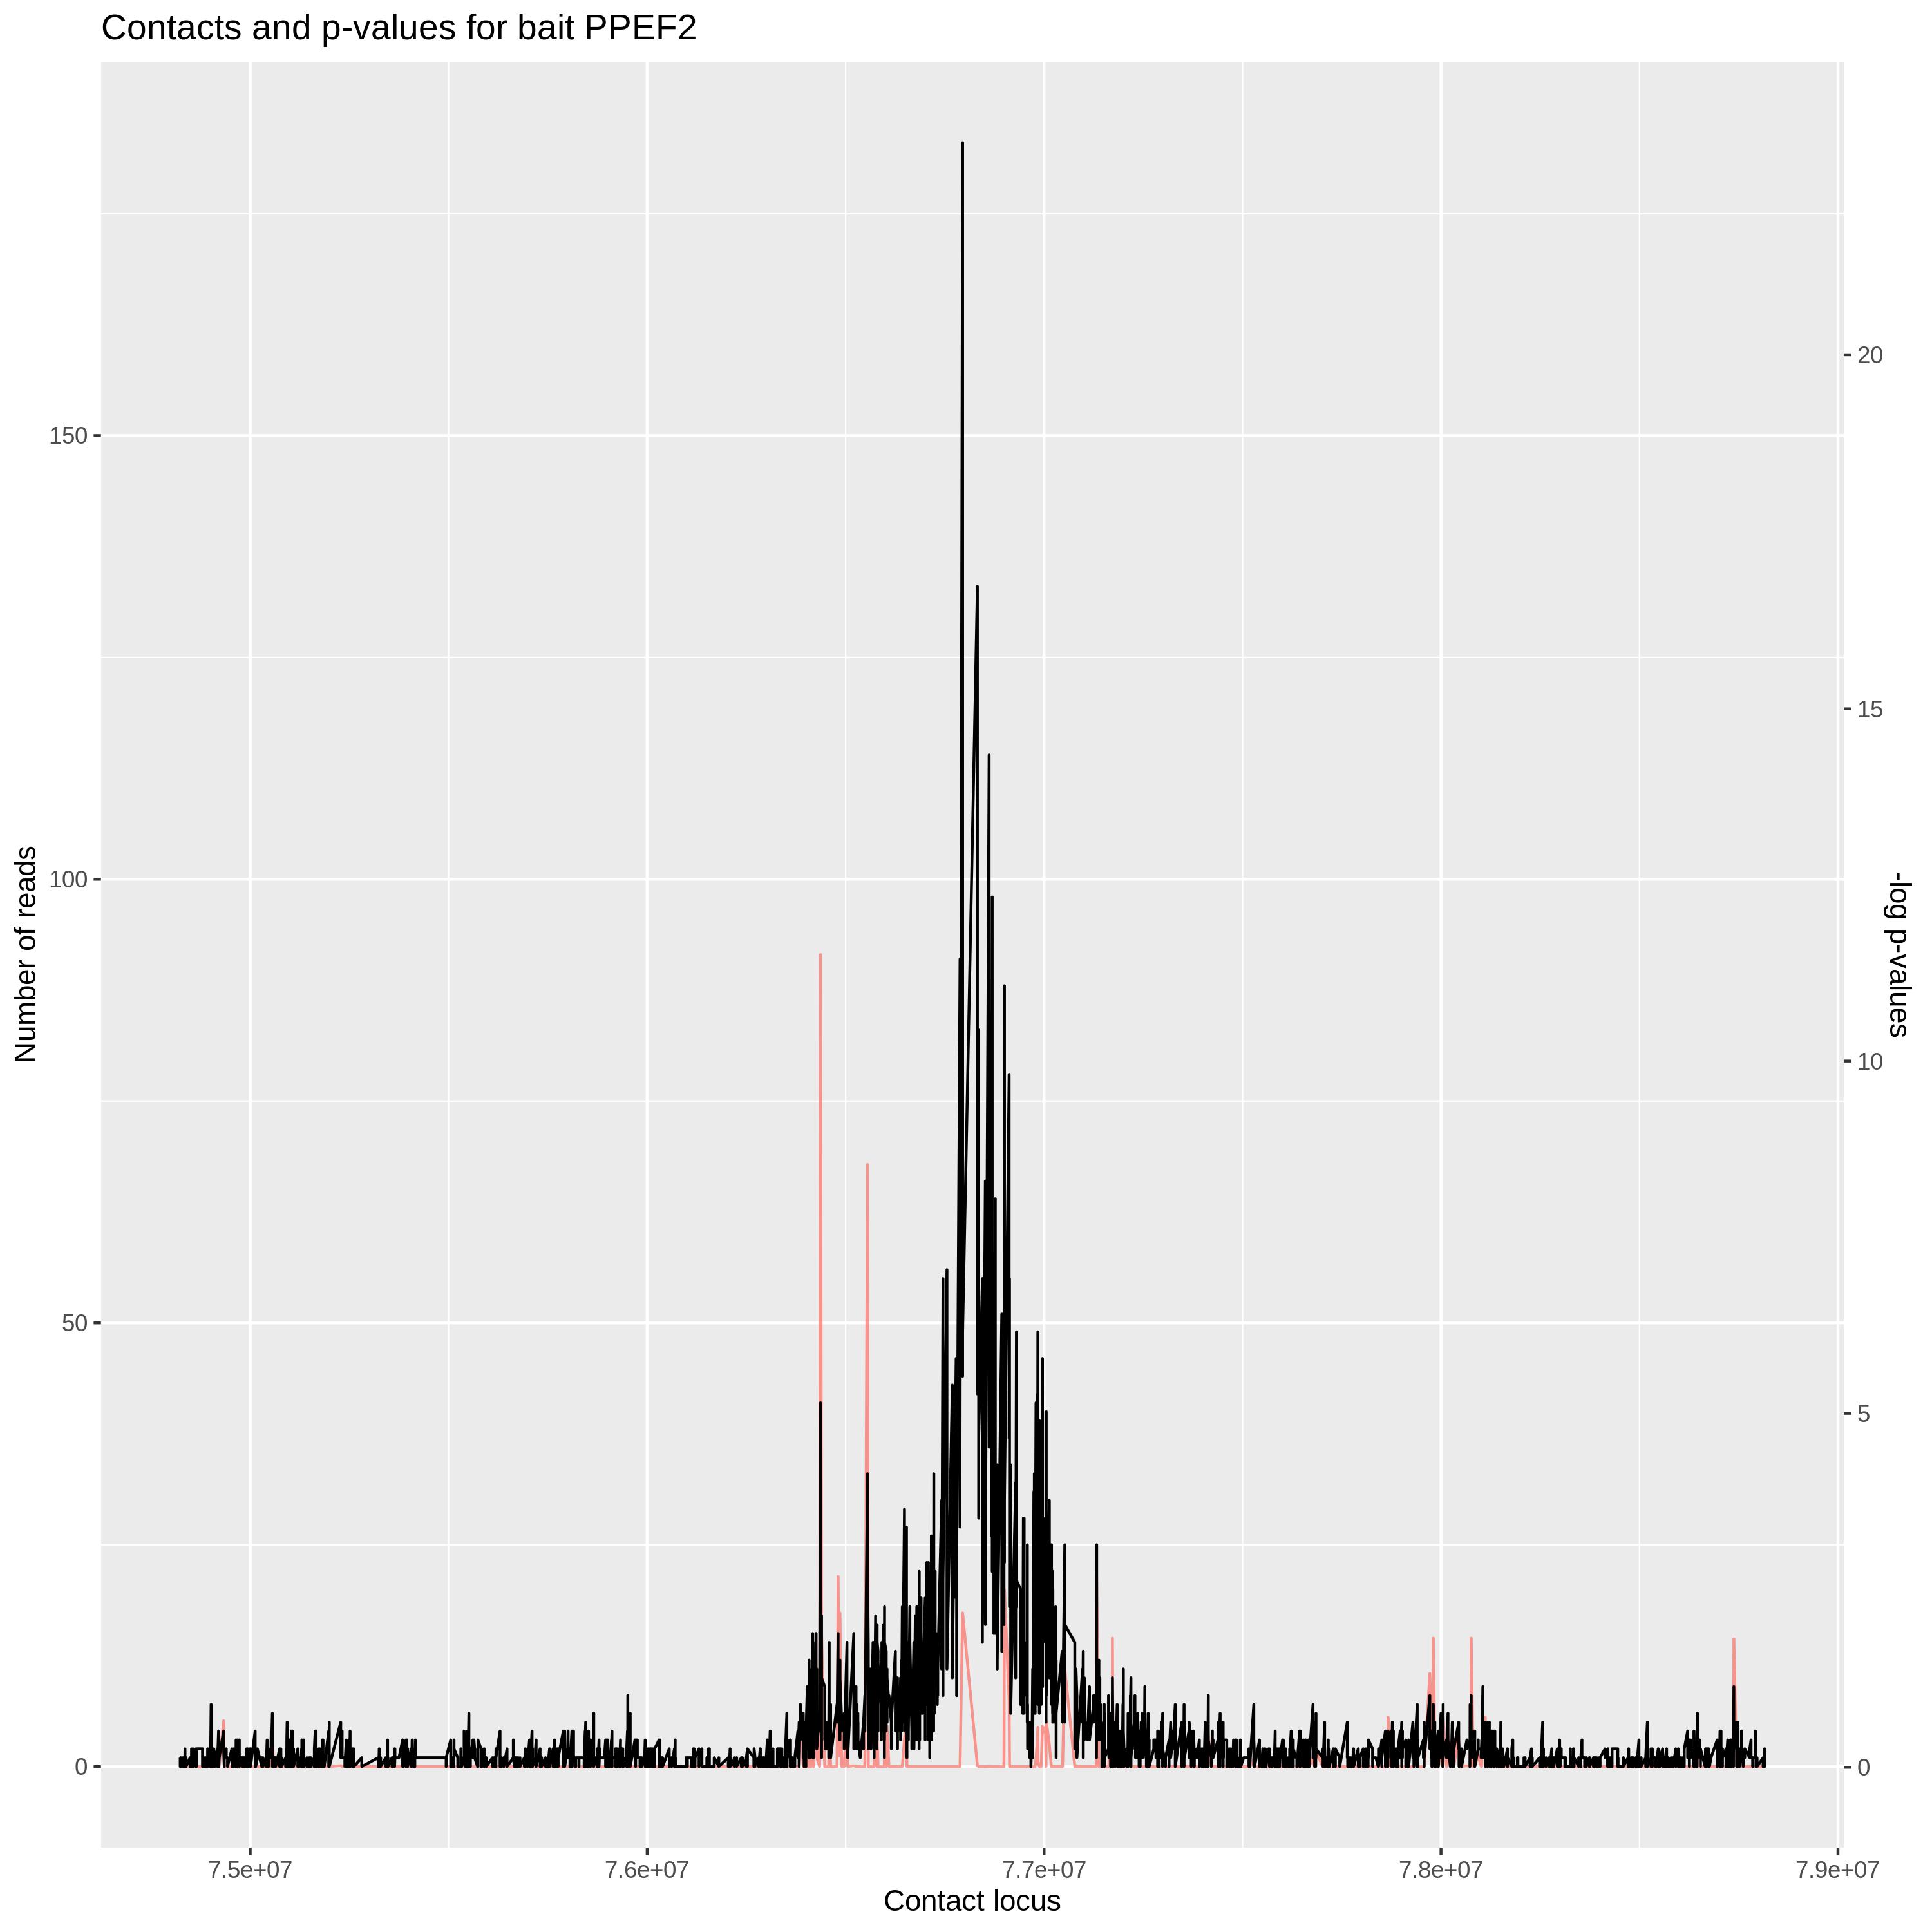 Contacts and p-values for bait PPEF2
150
100
50
0
Number of reads
20
15
10
5
0
-log p-values
7.5e+07
7.6e+07
7.7e+07
7.8e+07
7.9e+07
Contact locus